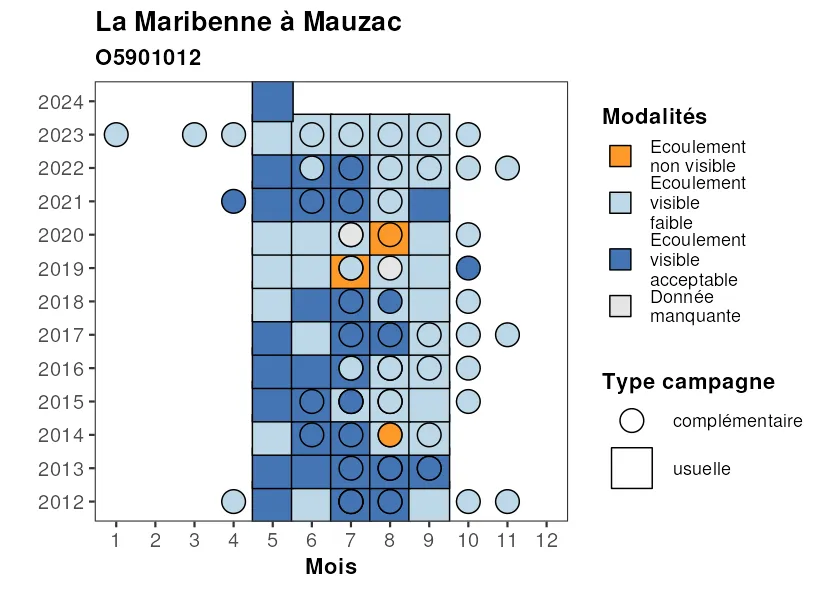 La Maribenne à Mauzac
O5901012
2024
2023
2022
2021
2020
2019
2018
2017
2016
2015
2014
2013
2012
1 2 3 4 5 6 7 8 9 10 11 12
Mois
Modalités
Ecoulement
non visible
Ecoulement
visible
faible
Ecoulement
visible
acceptable
Donnée
manquante
Type campagne
complémentaire
usuelle